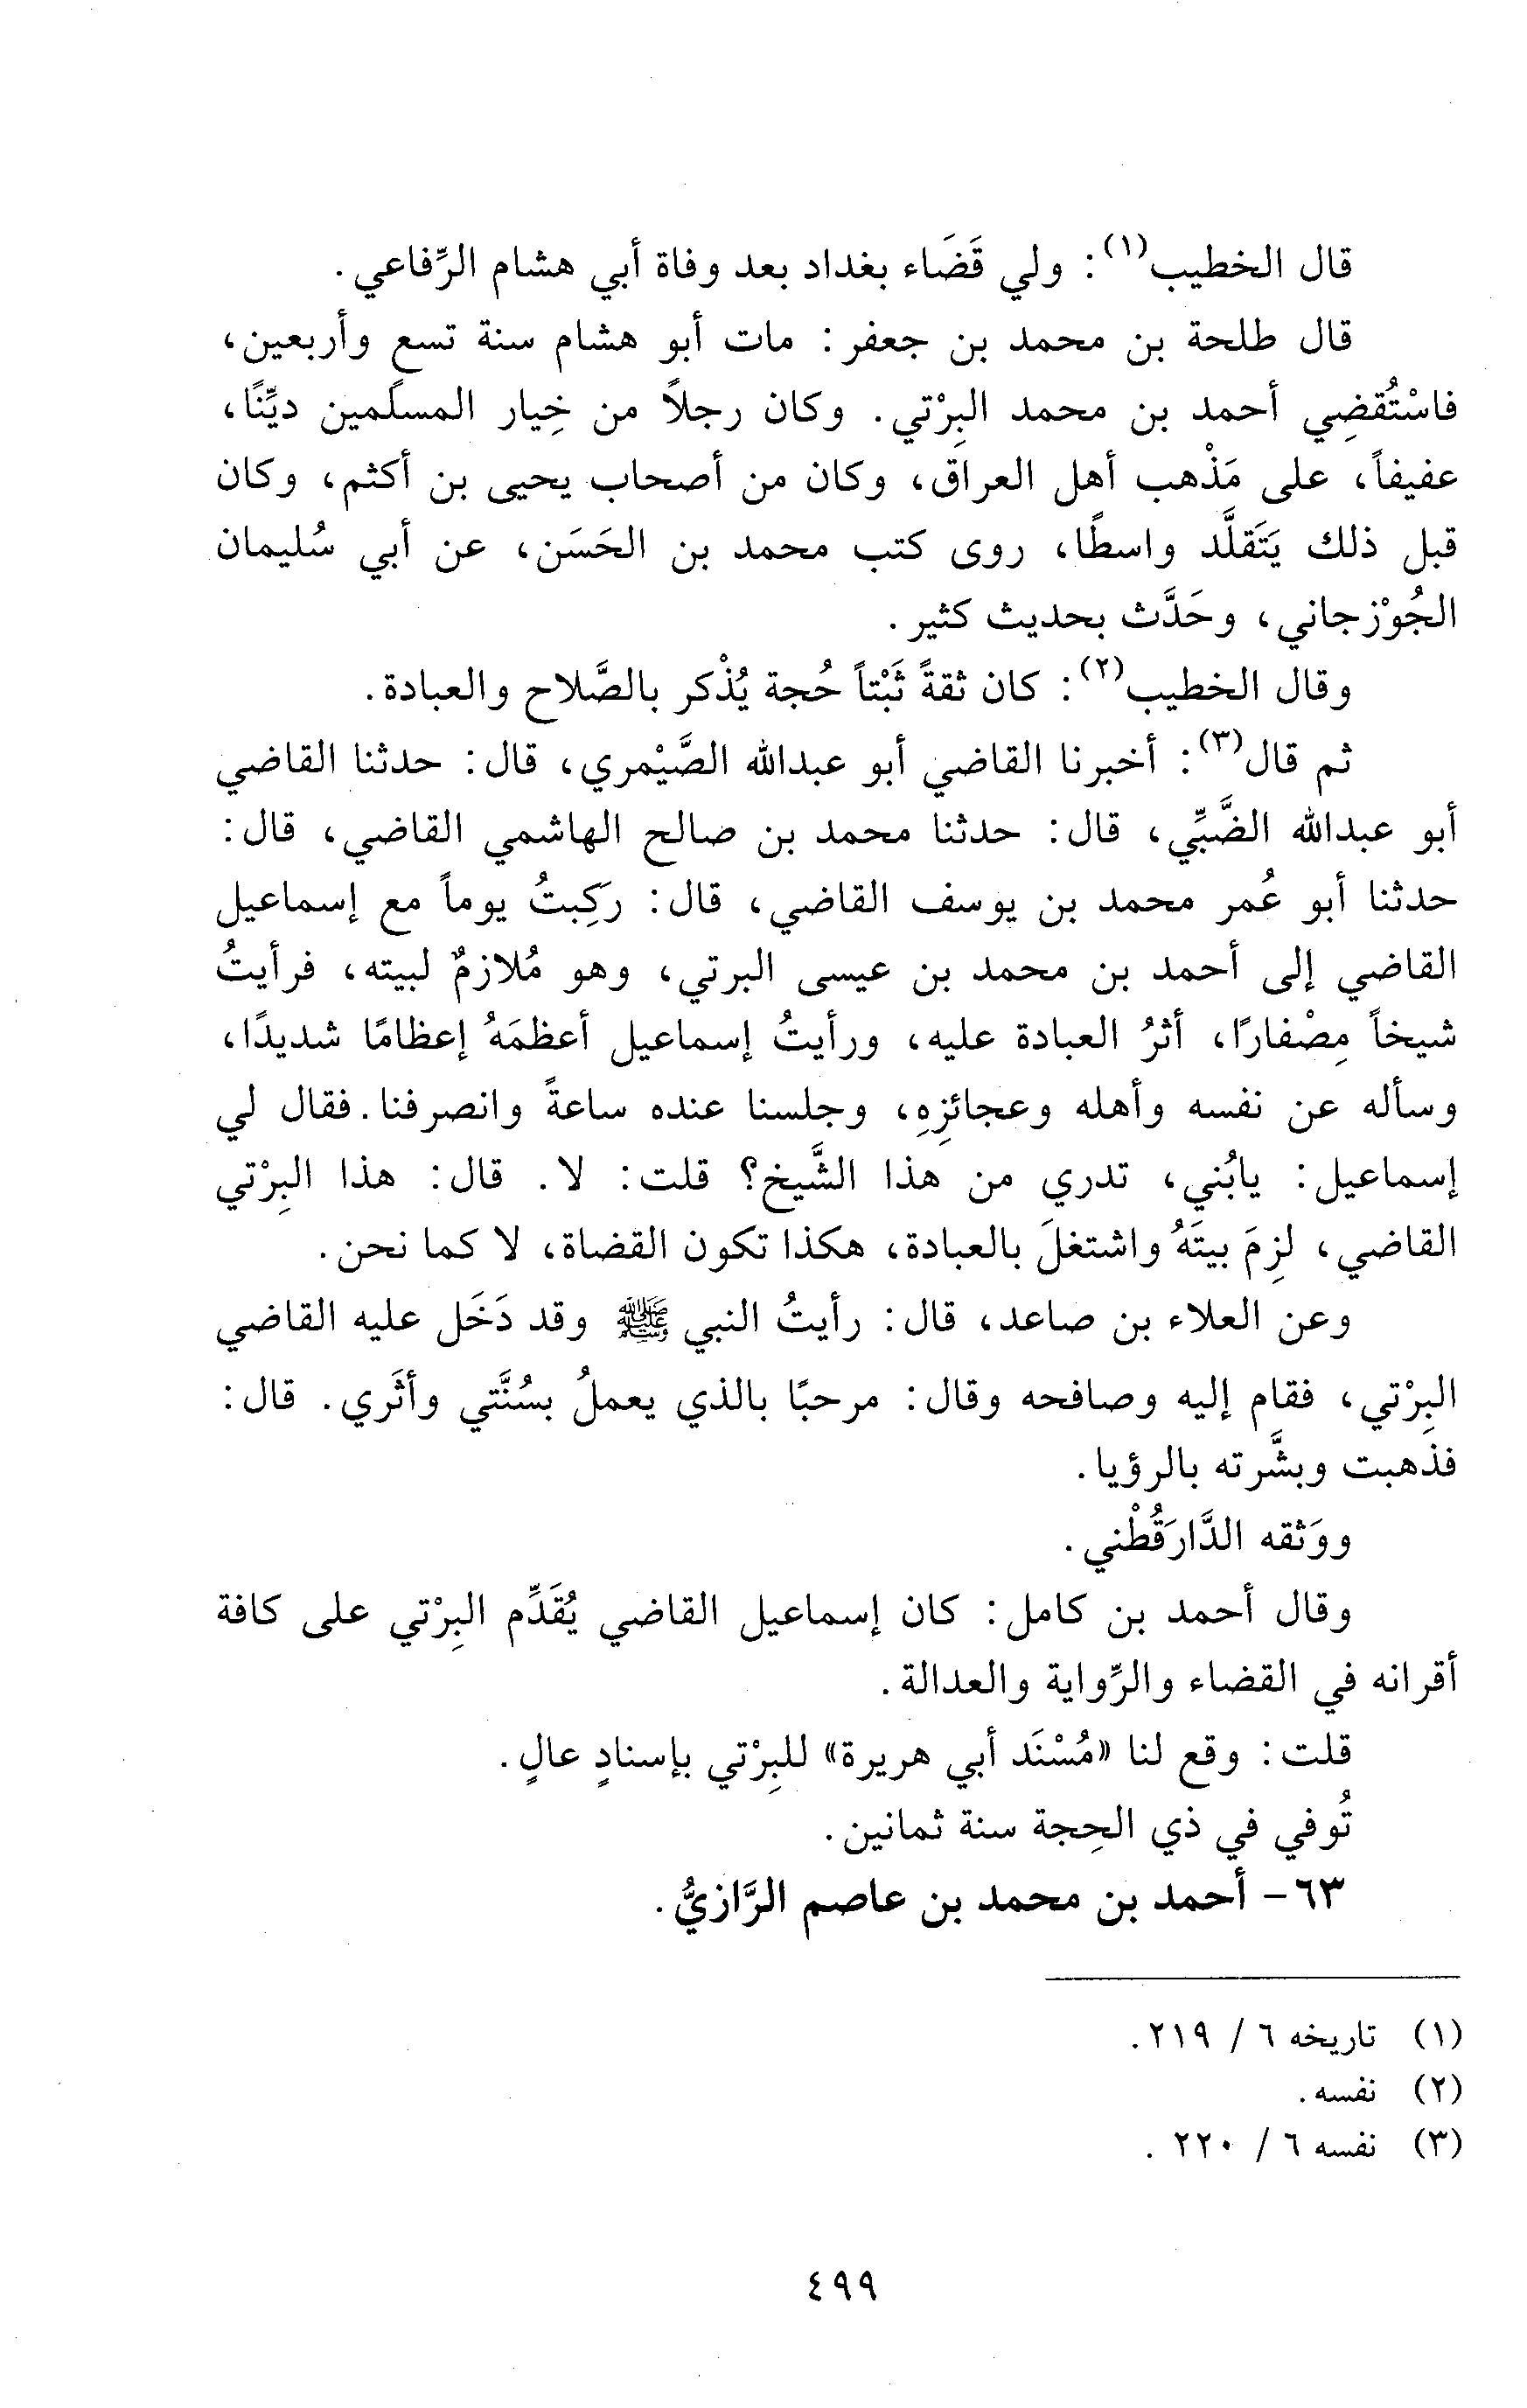 قال الخطيب(١): ولي قَضَاء بغداد بعد وفاة أبي هشام الرِّفاعي.
قال طلحة بن محمد بن جعفر: مات أبو هشام سنة تسع وأربعين،
فاسْتُقضِي أحمد بن محمد البِرْتي. وكان رجلاً من خِيار المسلمين ديِّنًا،
عفيفاً، على مَذْهب أهل العراق، وكان من أصحاب يحيى بن أكثم، وكان
قبل ذلك يَتَقلَّد واسطًا، روى كتب محمد بن الحَسَن، عن أبي سُليمان
الجُوْزجاني، وحَدَّث بحديث كثير.
وقال الخطيب(٢): كان ثقةً ثَبْتاً حُجة يُذْكر بالصَّلاح والعبادة.
ثم قال(٣): أخبرنا القاضي أبو عبدالله الصَّيْمري، قال: حدثنا القاضي
أبو عبدالله الضَّبِّي، قال: حدثنا محمد بن صالح الهاشمي القاضي، قال:
حدثنا أبو عُمر محمد بن يوسف القاضي، قال: ركِبتُ يوماً مع إسماعيل
القاضي إلى أحمد بن محمد بن عيسى البرتي، وهو مُلازمٌ لبيته، فرأيتُ
شيخاً مِصْفارًا، أثرُ العبادة عليه، ورأيتُ إسماعيل أعظمَهُ إعظامًا شديدًا،
وسأله عن نفسه وأهله وعجائزِهِ، وجلسنا عنده ساعةً وانصرفنا. فقال لي
إسماعيل: يابُني، تدري من هذا الشَّيخ؟ قلت: لا. قال: هذا البِرْتي
القاضي، لزِمَ بيتَهُ واشتغلَ بالعبادة، هكذا تكون القضاة، لا كما نحن.
وعن العلاء بن صاعد، قال: رأيتُ النبي ﷺ وقد دَخَل عليه القاضي
البِرْتي، فقام إليه وصافحه وقال: مرحبًا بالذي يعملُ بسُنَّتي وأثَري. قال:
فذهبت وبشَّرته بالرؤيا.
ووَثقه الدَّارَقُطْني.
وقال أحمد بن كامل: كان إسماعيل القاضي يُقَدِّم البِرْتي على كافة
أقرانه في القضاء والرِّواية والعدالة.
قلت: وقع لنا «مُسْنَد أبي هريرة» للبِرْتي بإسنادٍ عالٍ.
تُوفي في ذي الحِجة سنة ثمانين.
٦٣- أحمد بن محمد بن عاصم الرَّازيُّ.
(١) تاريخه ٦ / ٢١٩.
(٢) نفسه.
(٣) نفسه ٦ / ٢٢٠.
٤٩٩